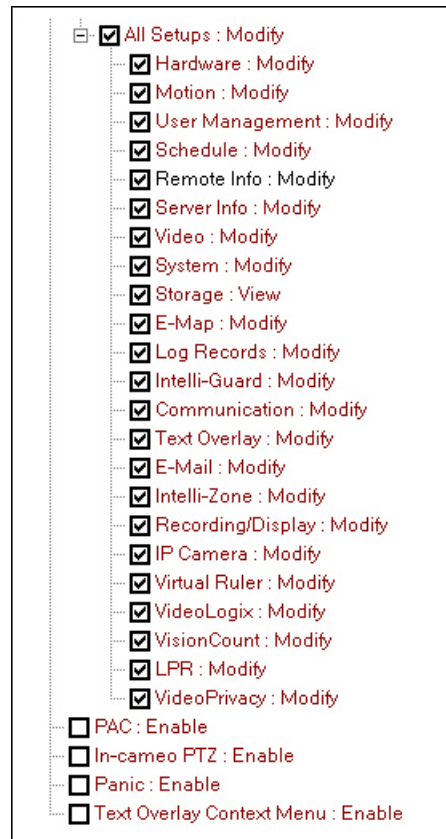 All Setups : Modify
Hardware : Modify
Motion : Modify
User Management : Modify
Schedule : Modify
Remote Info : Modify
Server Info : Modify
Video : Modify
System : Modify
Storage : View
E-Map : Modify
Log Records : Modify
Intelli-Guard : Modify
Communication : Modify
Text Overlay : Modify
E-Mail : Modify
Intelli-Zone : Modify
Recording/Display : Modify
IP Camera : Modify
Virtual Ruler : Modify
VideoLogix : Modify
VisionCount : Modify
LPR : Modify
VideoPrivacy : Modify
PAC : Enable
In-cameo PTZ : Enable
Panic : Enable
Text Overlay Context Menu : Enable